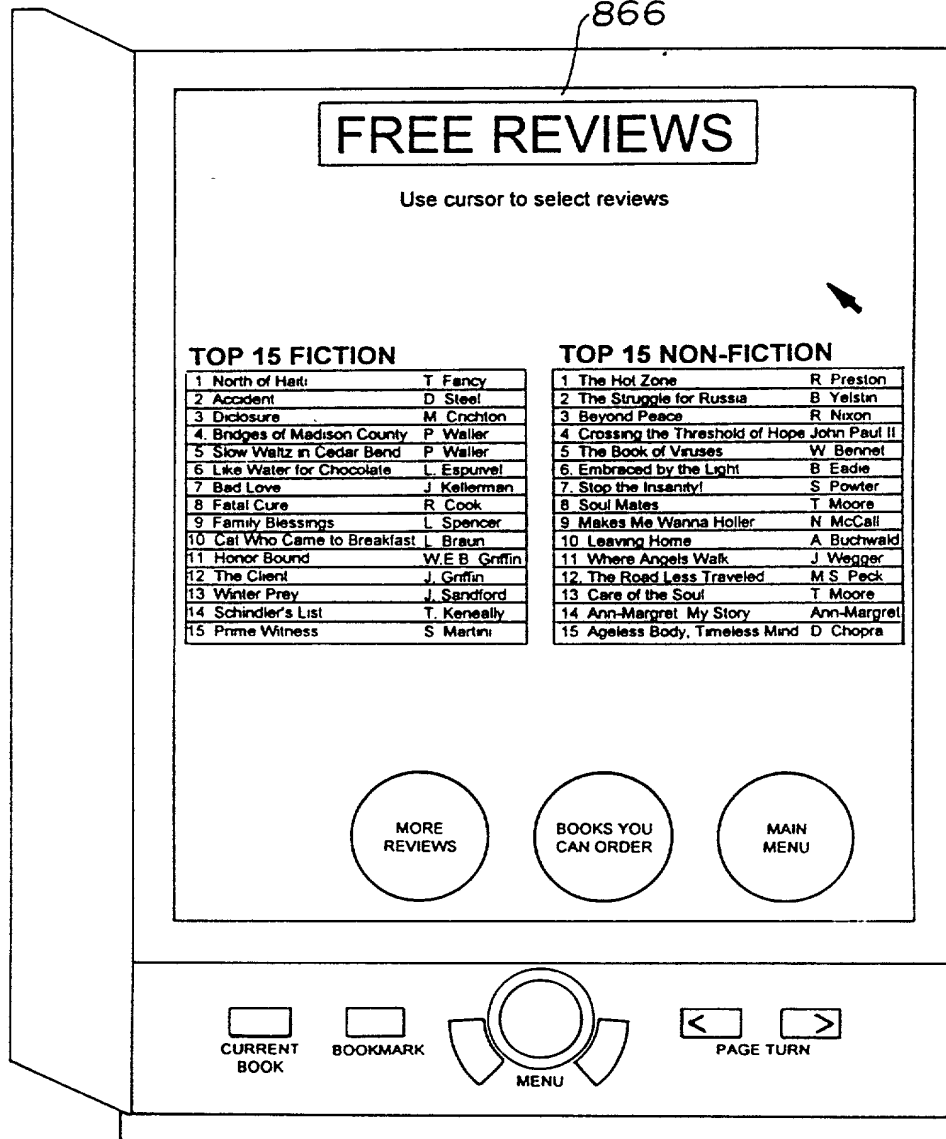 866
FREE REVIEWS
Use cursor to select reviews
TOP 15 FICTION
1 North of Haiti T Fancy
2 Accident D Steel
3 Diclosure M Crichton
4. Bridges of Madison County P Waller
5 Slow Waltz in Cedar Bend P Waller
6 Like Water for Chocolate L. Espuivel
7 Bad Love J Kellerman
8 Fatal Cure R Cook
9 Family Blessings L Spencer
10 Cat Who Came to Breakfast L Braun
11 Honor Bound W.E B Griffin
12 The Client J. Griffin
13 Winter Prey J. Sandford
14 Schindler's List T. Keneally
15 Prime Witness S Martini
TOP 15 NON-FICTION
1 The Hot Zone R Preston
2 The Struggle for Russia B Yelstin
3 Beyond Peace R Nixon
4 Crossing the Threshold of Hope John Paul II
5 The Book of Viruses W Bennet
6. Embraced by the Light B Eadie
7. Stop the Insanity! S Powter
8 Soul Mates T Moore
9 Makes Me Wanna Holler N McCall
10 Leaving Home A Buchwald
11 Where Angels Walk J Wegger
12. The Road Less Traveled M S Peck
13 Care of the Soul T Moore
14 Ann-Margret My Story Ann-Margret
15 Ageless Body, Timeless Mind D Chopra
MORE
REVIEWS
BOOKS YOU
CAN ORDER
MAIN
MENU
CURRENT
BOOK
BOOKMARK
MENU
< >
PAGE TURN